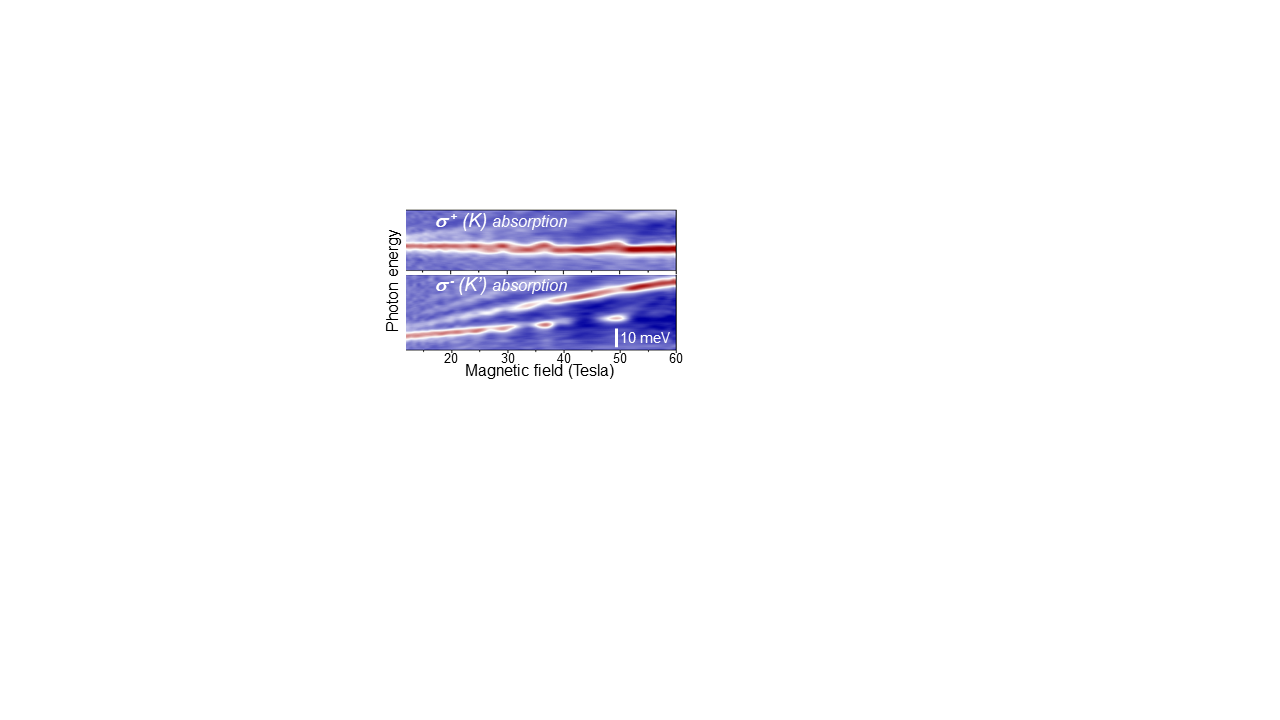 σ⁺ (K) absorption
Photon energy
σ⁻ (K’) absorption
10 meV
20 30 40 50 60
Magnetic field (Tesla)